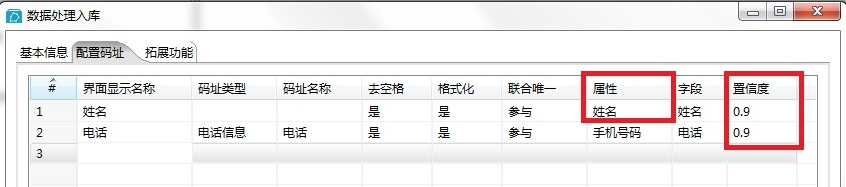 数据处理入库
基本信息 配置码址 拓展功能
# 界面显示名称 码址类型 码址名称 去空格 格式化 联合唯一 属性 字段 置信度
1 姓名 是 是 参与 姓名 姓名 0.9
2 电话 电话信息 电话 是 是 参与 手机号码 电话 0.9
3